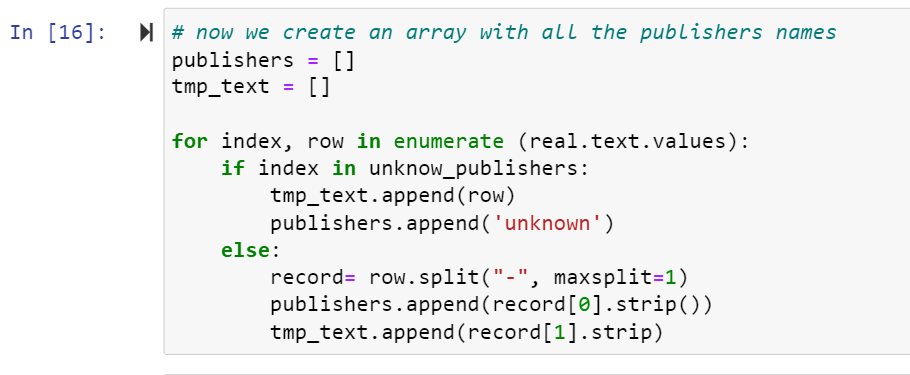 In [16]: # now we create an array with all the publishers names
publishers = []
tmp_text = []
for index, row in enumerate (real.text.values):
    if index in unknow_publishers:
        tmp_text.append(row)
        publishers.append('unknown')
    else:
        record= row.split("-", maxsplit=1)
        publishers.append(record[0].strip())
        tmp_text.append(record[1].strip)